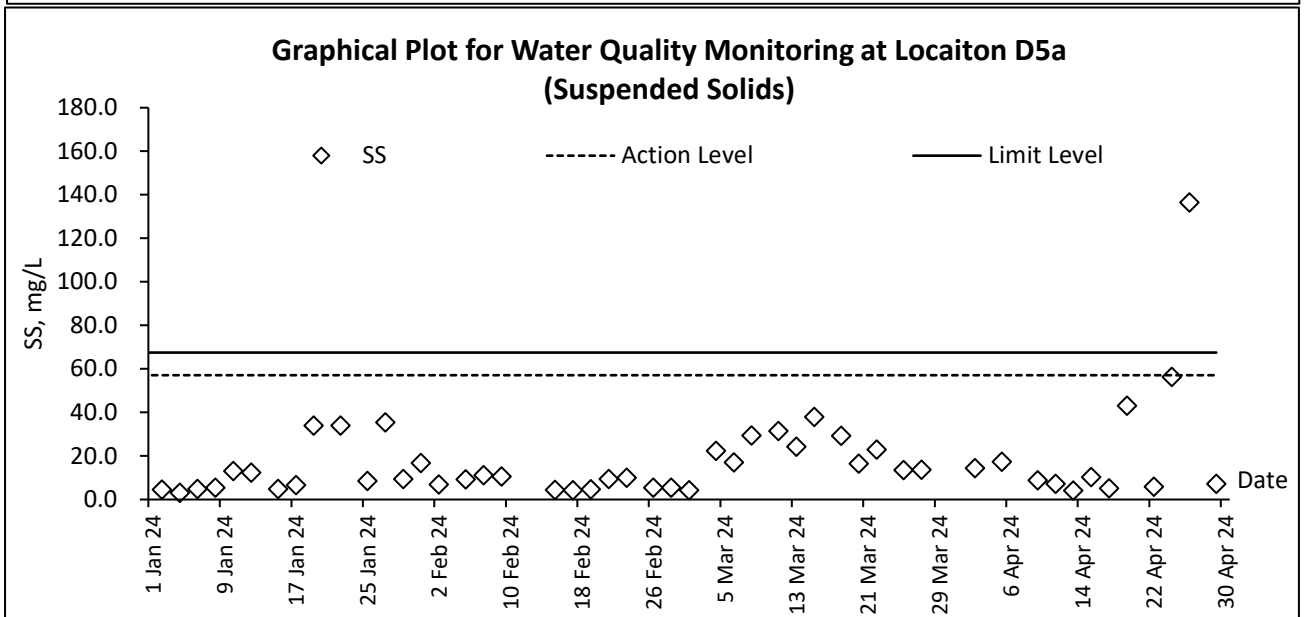 Graphical Plot for Water Quality Monitoring at Locaiton D5a
(Suspended Solids)
180.0
160.0
140.0
120.0
100.0
80.0
60.0
40.0
20.0
0.0
SS, mg/L
SS
Action Level
Limit Level
Date
1 Jan 24
9 Jan 24
17 Jan 24
25 Jan 24
2 Feb 24
10 Feb 24
18 Feb 24
26 Feb 24
5 Mar 24
13 Mar 24
21 Mar 24
29 Mar 24
6 Apr 24
14 Apr 24
22 Apr 24
30 Apr 24